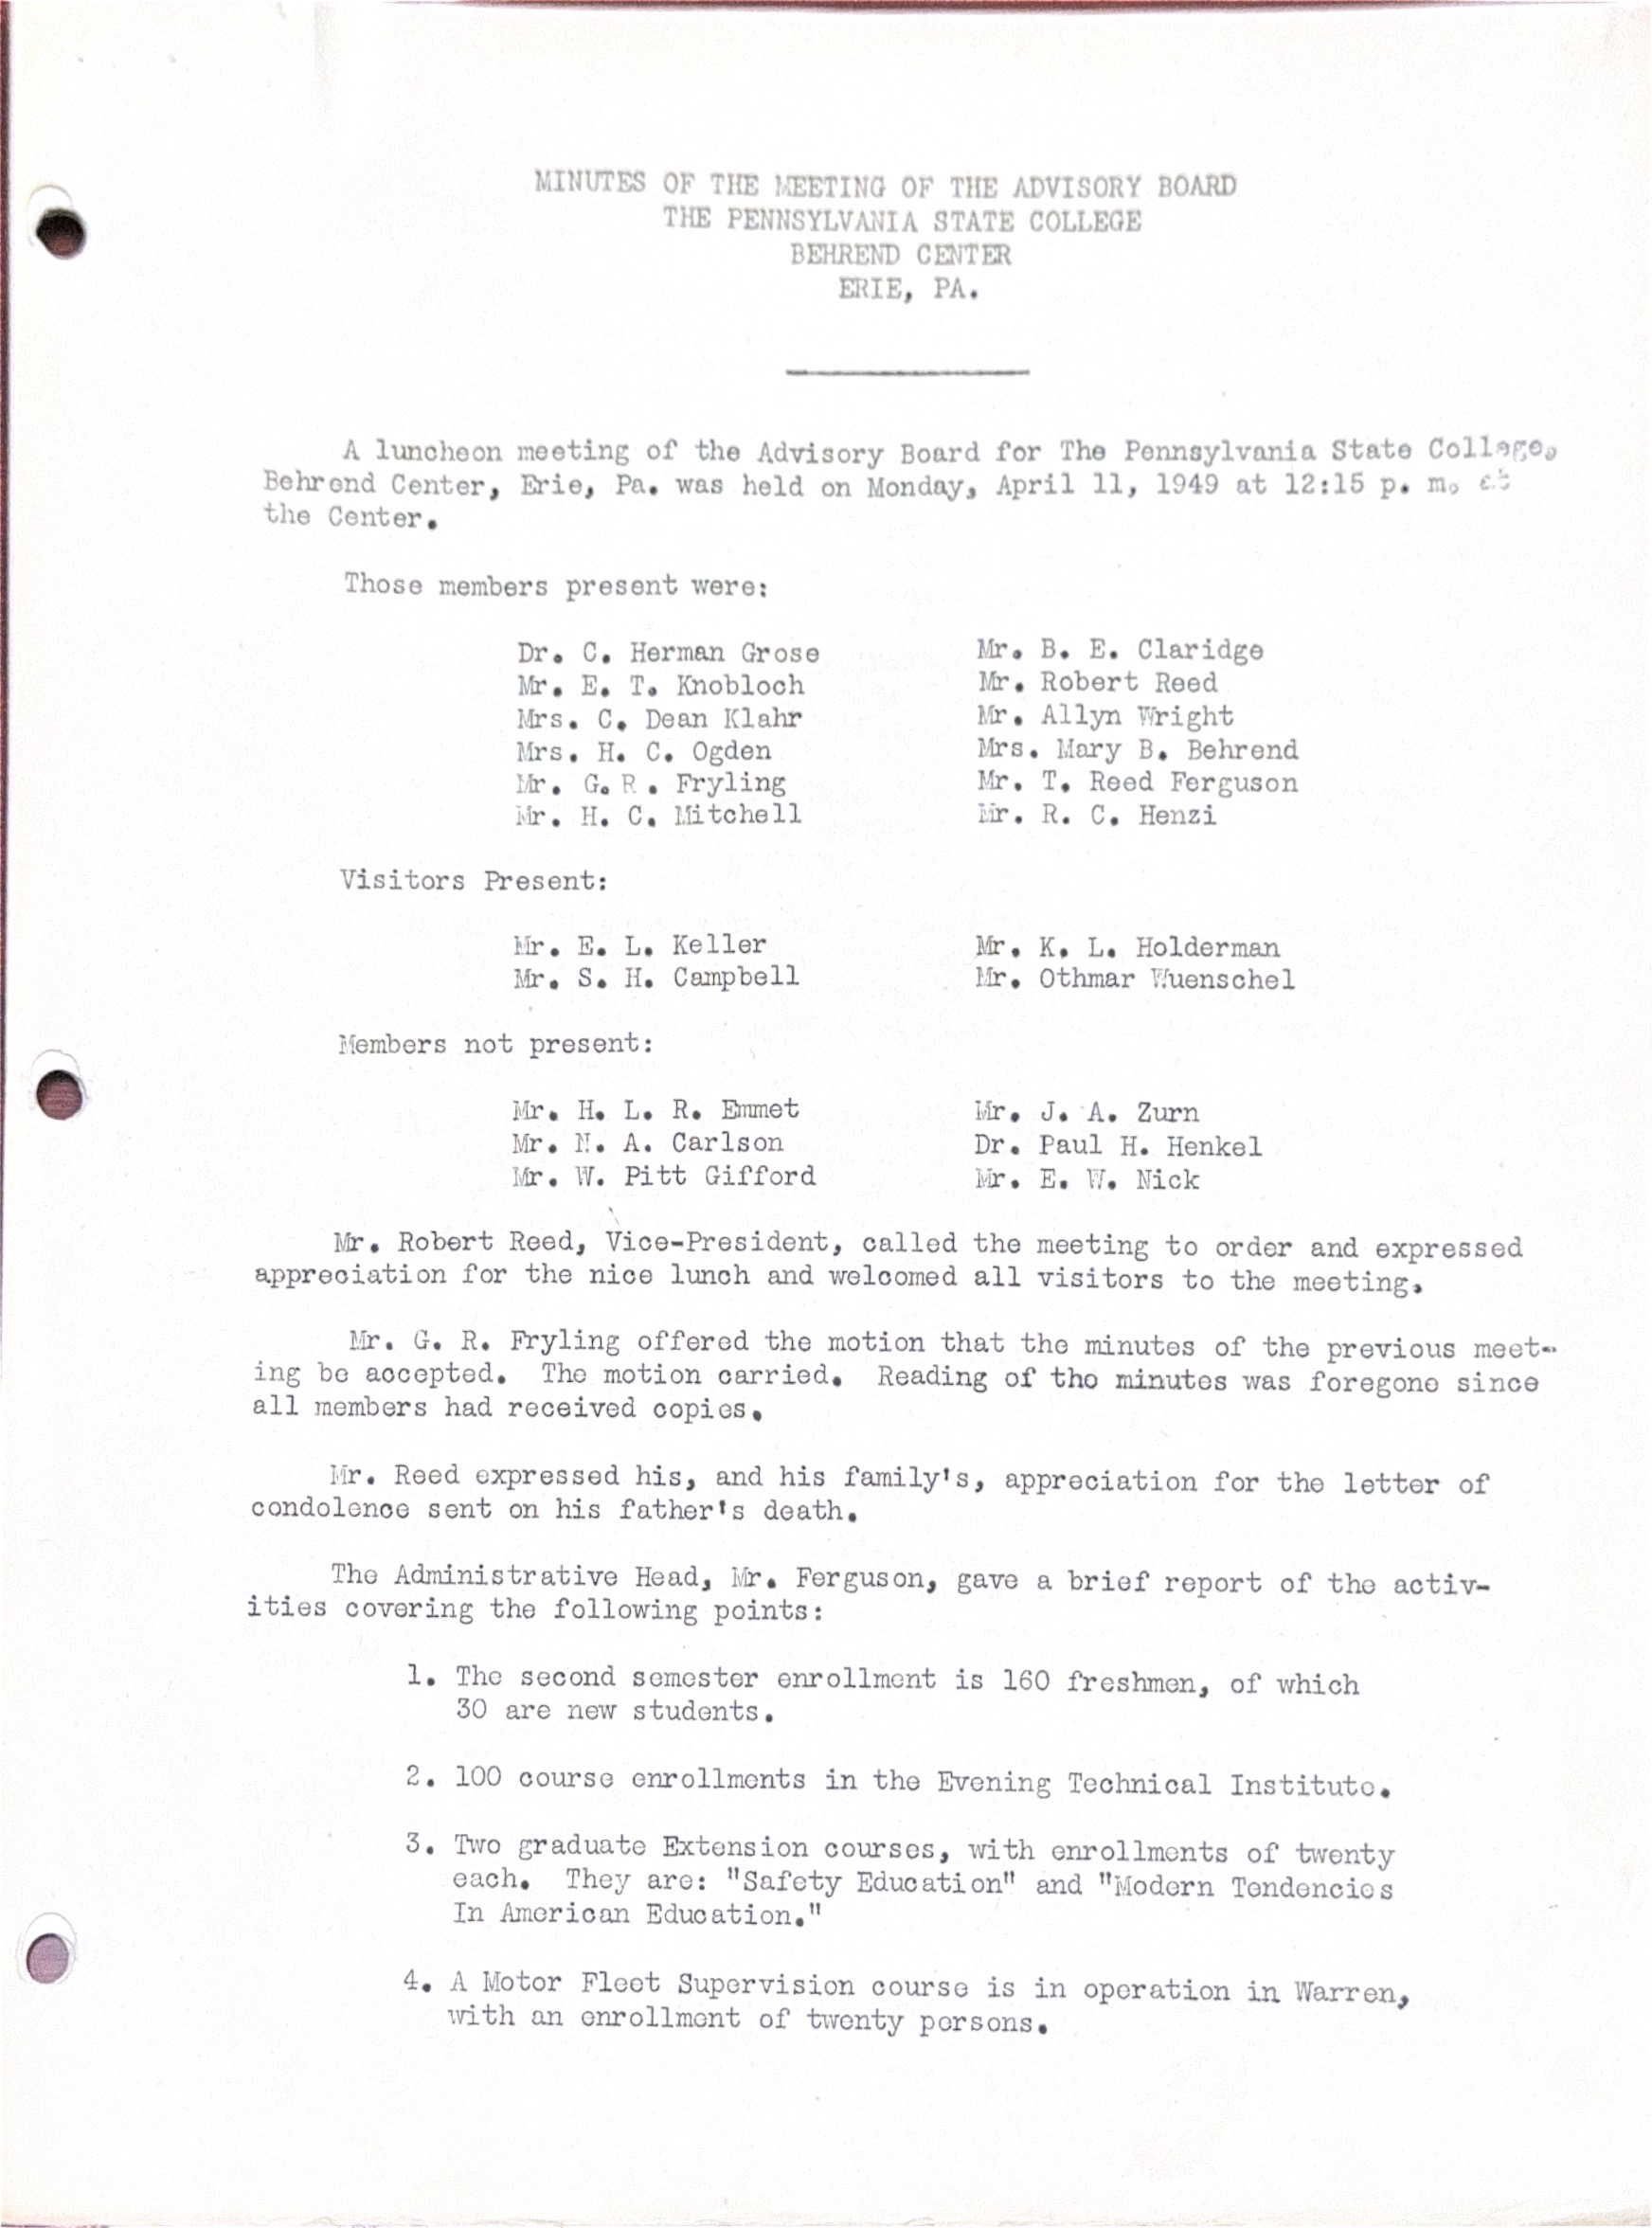 MINUTES OF THE MEETING OF THE ADVISORY BOARD
THE PENNSYLVANIA STATE COLLEGE
BEHREND CENTER
ERIE, PA.
A luncheon meeting of the Advisory Board for The Pennsylvania State College,
Behrend Center, Erie, Pa. was held on Monday, April 11, 1949 at 12:15 p. m. at
the Center.
Those members present were:
Dr. C. Herman Grose Mr. B. E. Claridge
Mr. E. T. Knobloch Mr. Robert Reed
Mrs. C. Dean Klahr Mr. Allyn Wright
Mrs. H. C. Ogden Mrs. Mary B. Behrend
Mr. G. R. Fryling Mr. T. Reed Ferguson
Mr. H. C. Mitchell Mr. R. C. Henzi
Visitors Present:
Mr. E. L. Keller Mr. K. L. Holderman
Mr. S. H. Campbell Mr. Othmar Wuenschel
Members not present:
Mr. H. L. R. Emmet Mr. J. A. Zurn
Mr. N. A. Carlson Dr. Paul H. Henkel
Mr. W. Pitt Gifford Mr. E. W. Nick
Mr. Robert Reed, Vice-President, called the meeting to order and expressed
appreciation for the nice lunch and welcomed all visitors to the meeting.
Mr. G. R. Fryling offered the motion that the minutes of the previous meet-
ing be accepted. The motion carried. Reading of the minutes was foregone since
all members had received copies.
Mr. Reed expressed his, and his family's, appreciation for the letter of
condolence sent on his father's death.
The Administrative Head, Mr. Ferguson, gave a brief report of the activ-
ities covering the following points:
1. The second semester enrollment is 160 freshmen, of which
30 are new students.
2. 100 course enrollments in the Evening Technical Institute.
3. Two graduate Extension courses, with enrollments of twenty
each. They are: "Safety Education" and "Modern Tendencies
In American Education."
4. A Motor Fleet Supervision course is in operation in Warren,
with an enrollment of twenty persons.